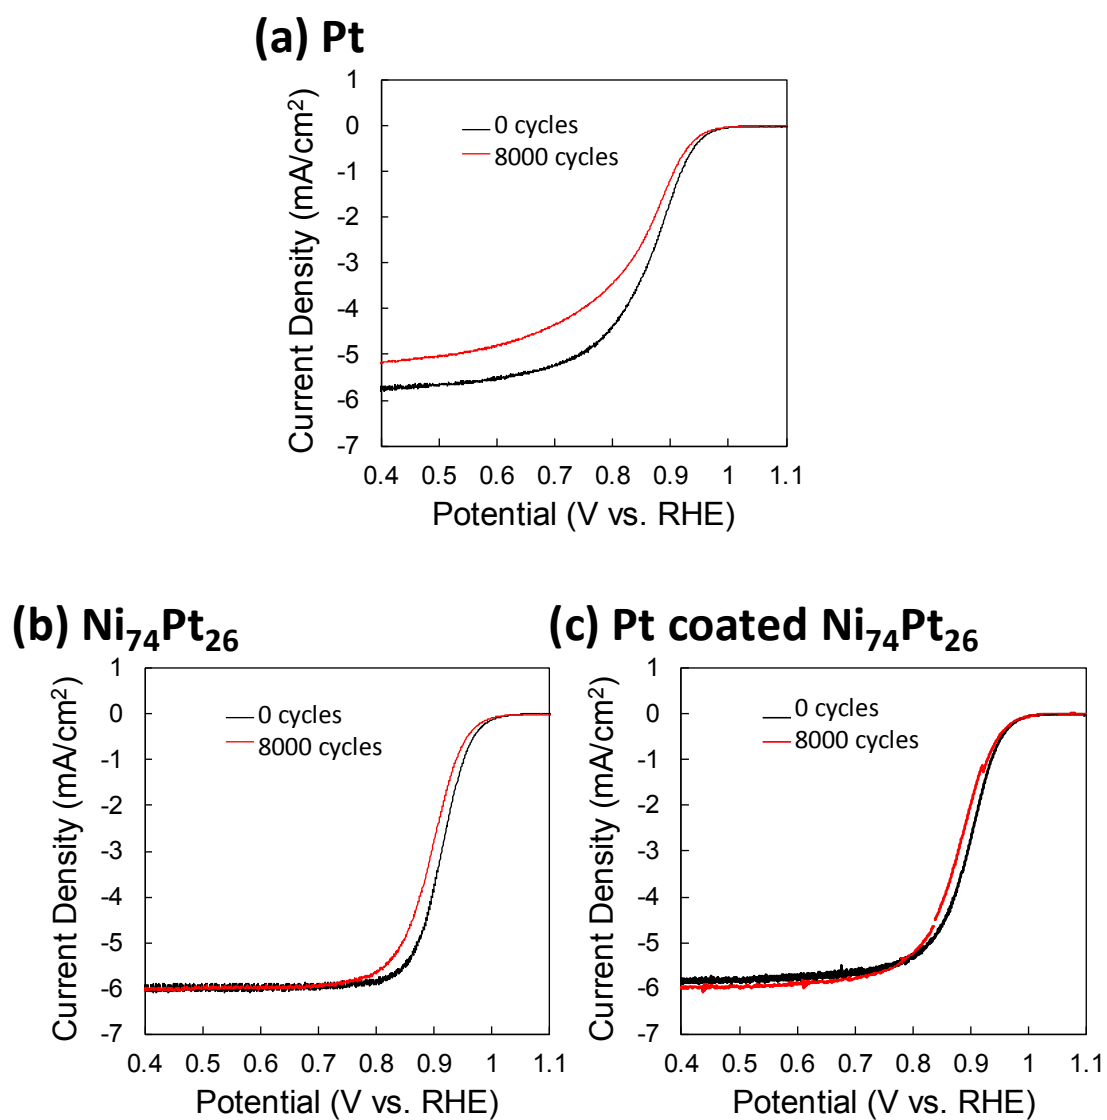 (a) Pt
1
0
-1
-2
-3
-4
-5
-6
-7
Current Density (mA/cm²)
0 cycles
8000 cycles
0.4 0.5 0.6 0.7 0.8 0.9 1 1.1
Potential (V vs. RHE)
(b) Ni₇₄Pt₂₆
1
0
-1
-2
-3
-4
-5
-6
-7
Current Density (mA/cm²)
0 cycles
8000 cycles
0.4 0.5 0.6 0.7 0.8 0.9 1 1.1
Potential (V vs. RHE)
(c) Pt coated Ni₇₄Pt₂₆
1
0
-1
-2
-3
-4
-5
-6
-7
Current Density (mA/cm²)
0 cycles
8000 cycles
0.4 0.5 0.6 0.7 0.8 0.9 1 1.1
Potential (V vs. RHE)